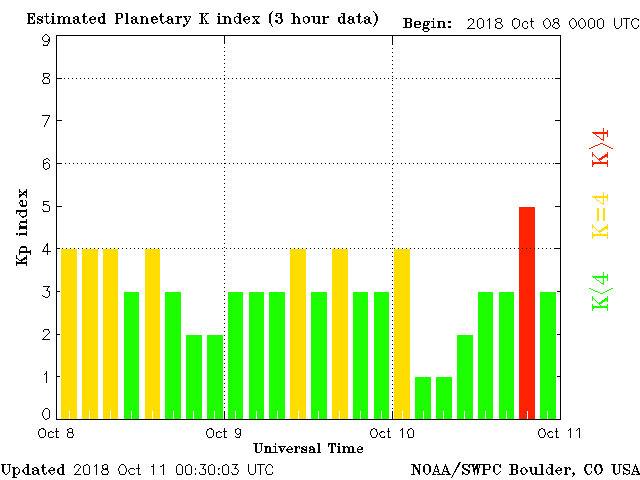 Estimated Planetary K index (3 hour data) Begin: 2018 Oct 08 0000 UTC
9
8
7
6
5
4
3
2
1
0
Kp index
K>4
K=4
K<4
Oct 8 Oct 9 Oct 10 Oct 11
Universal Time
Updated 2018 Oct 11 00:30:03 UTC NOAA/SWPC Boulder, CO USA